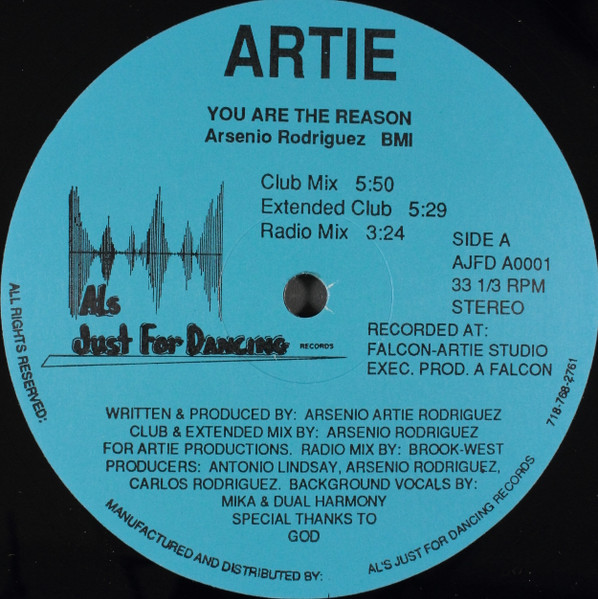 ARTIE
YOU ARE THE REASON
Arsenio Rodriguez BMI
Club Mix 5:50
Extended Club 5:29
Radio Mix 3:24
SIDE A
AJFD A0001
33 1/3 RPM
STEREO
ALs
Just For Dancing RECORDS
RECORDED AT:
FALCON-ARTIE STUDIO
EXEC. PROD. A FALCON
ALL RIGHTS RESERVED:
718-768-2761
WRITTEN & PRODUCED BY: ARSENIO ARTIE RODRIGUEZ
CLUB & EXTENDED MIX BY: ARSENIO RODRIGUEZ
FOR ARTIE PRODUCTIONS. RADIO MIX BY: BROOK-WEST
PRODUCERS: ANTONIO LINDSAY, ARSENIO RODRIGUEZ,
CARLOS RODRIGUEZ. BACKGROUND VOCALS BY:
MIKA & DUAL HARMONY
SPECIAL THANKS TO
GOD
MANUFACTURED AND DISTRIBUTED BY: AL'S JUST FOR DANCING RECORDS